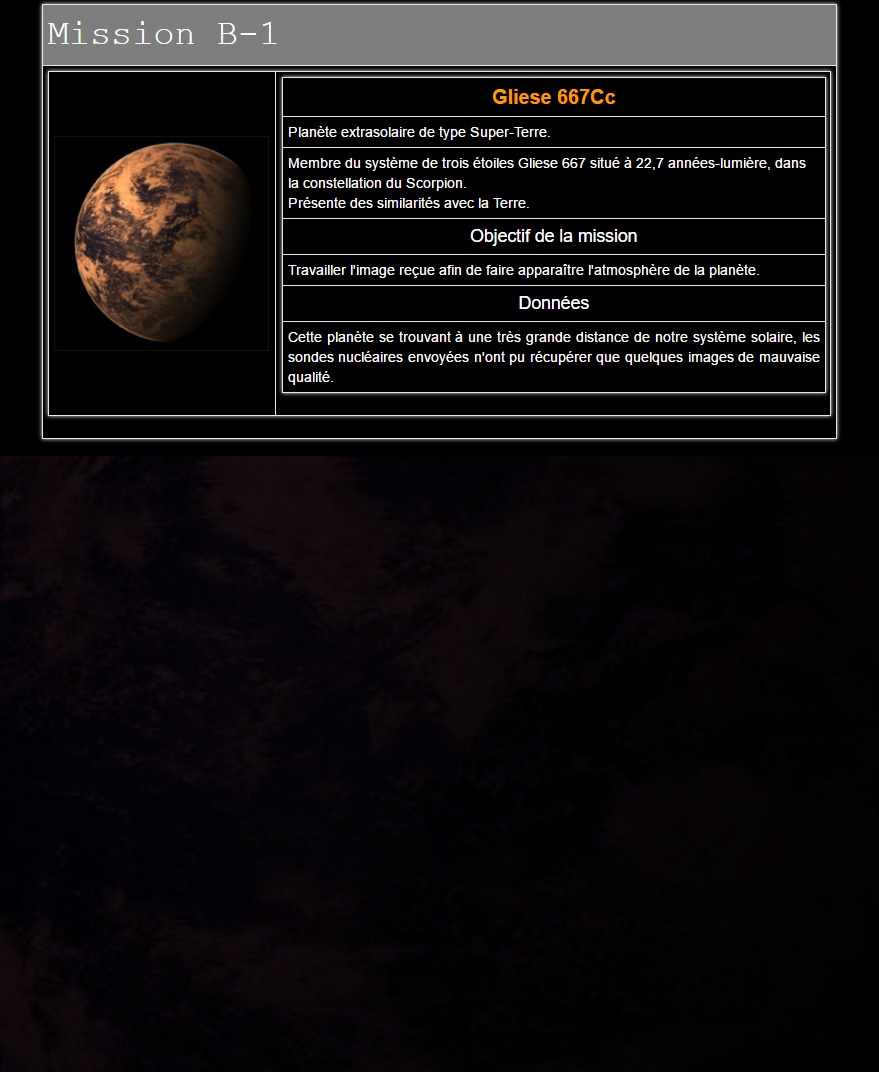 Mission B-1
Gliese 667Cc
Planète extrasolaire de type Super-Terre.
Membre du système de trois étoiles Gliese 667 situé à 22,7 années-lumière, dans
la constellation du Scorpion.
Présente des similarités avec la Terre.
Objectif de la mission
Travailler l'image reçue afin de faire apparaître l'atmosphère de la planète.
Données
Cette planète se trouvant à une très grande distance de notre système solaire, les
sondes nucléaires envoyées n'ont pu récupérer que quelques images de mauvaise
qualité.